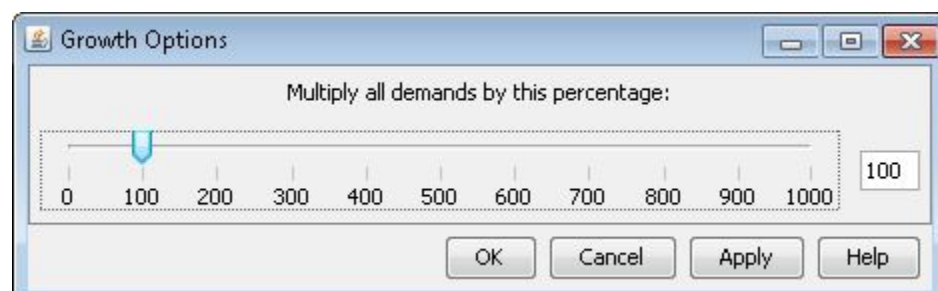 Growth Options
Multiply all demands by this percentage:
0 100 200 300 400 500 600 700 800 900 1000
100
OK Cancel Apply Help